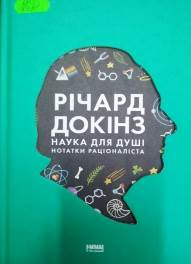 РІЧАРД
ДОКІНЗ
НАУКА ДЛЯ ДУШІ
НОТАТКИ РАЦІОНАЛІСТА